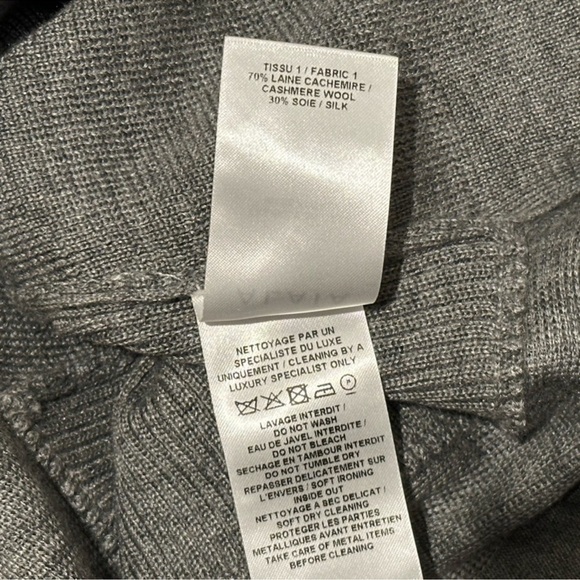 TISSU 1 / FABRIC 1
70% LAINE CACHEMIRE /
CASHMERE WOOL
30% SOIE / SILK
NETTOYAGE PAR UN
SPECIALISTE DU LUXE
UNIQUEMENT / CLEANING BY A
LUXURY SPECIALIST ONLY
LAVAGE INTERDIT /
DO NOT WASH
EAU DE JAVEL INTERDITE /
DO NOT BLEACH
SECHAGE EN TAMBOUR INTERDIT
DO NOT TUMBLE DRY
REPASSER DELICATEMENT SUR
L'ENVERS / SOFT IRONING
INSIDE OUT
NETTOYAGE A SEC DELICAT /
SOFT DRY CLEANING
PROTEGER LES PARTIES
METALLIQUES AVANT ENTRETIEN
TAKE CARE OF METAL ITEMS
BEFORE CLEANING